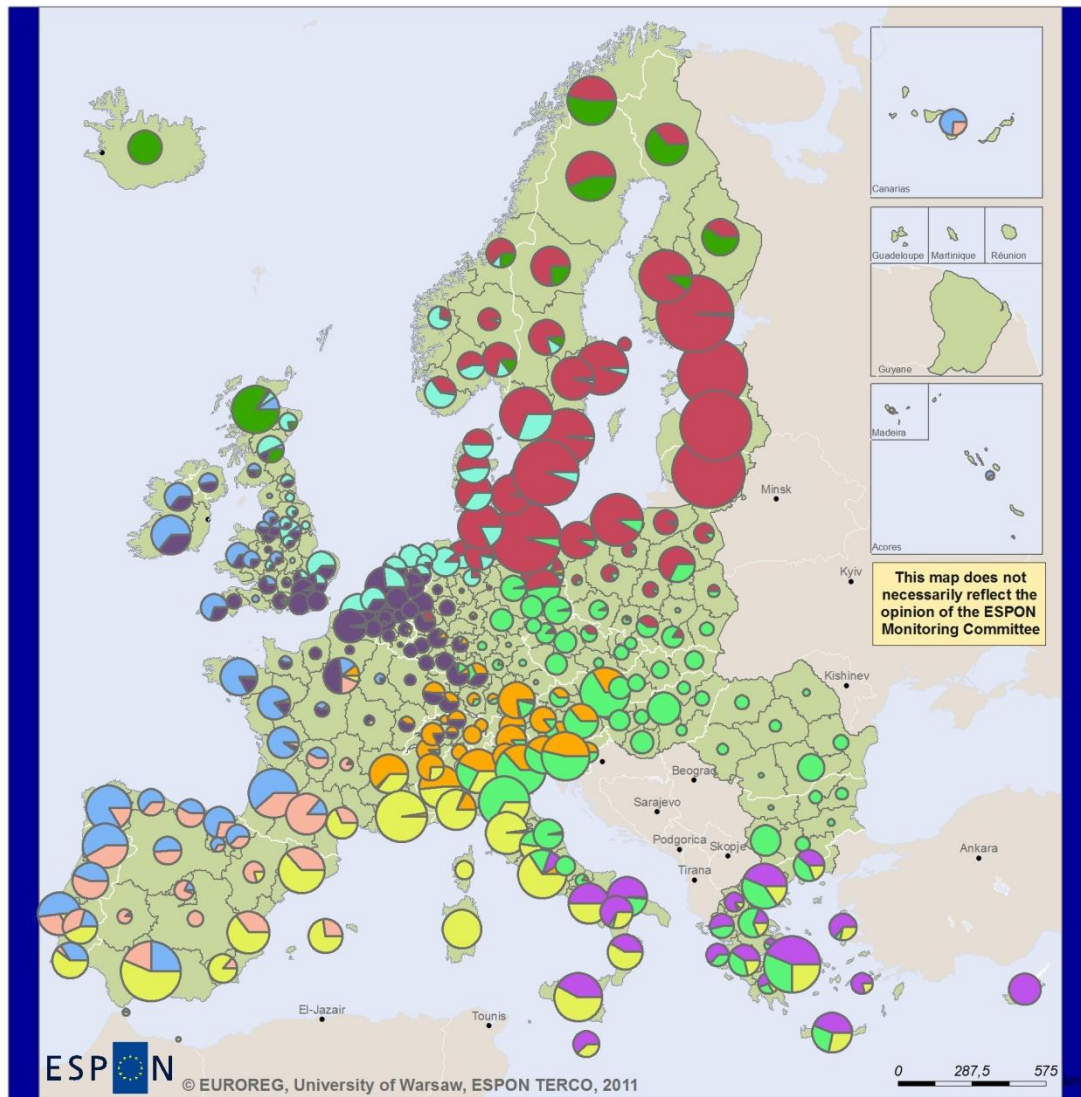 Canarias
Guadeloupe
Martinique
Réunion
Guyane
Madeira
Acores
This map does not
necessarily reflect the
opinion of the ESPON
Monitoring Committee
Minsk
Kyiv
Kishinev
Beograd
Sarajevo
Podgorica
Skopje
Tirana
Ankara
El-Jazair
Tounis
ESPON
© EUROREG, University of Warsaw, ESPON TERCO, 2011
0 287,5 575